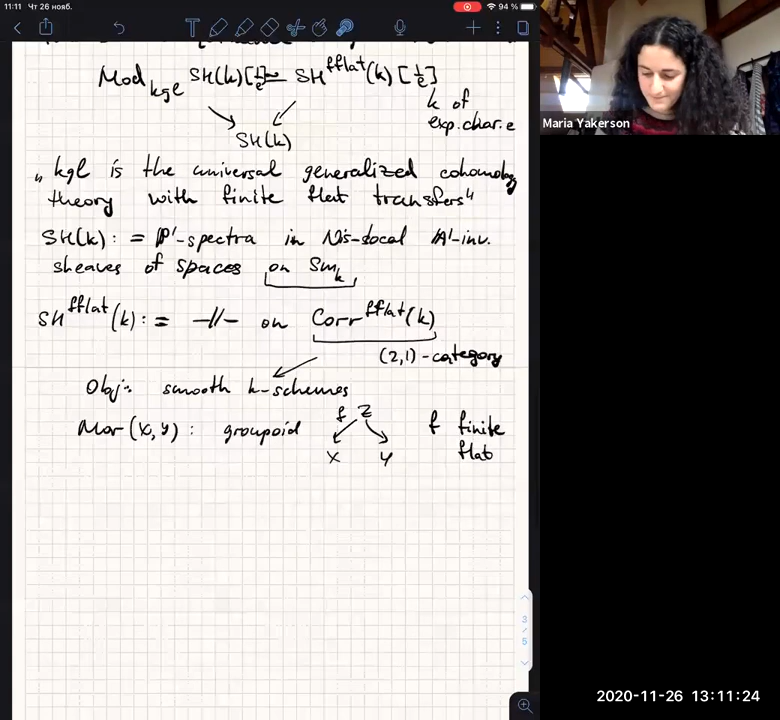 11:11 Чт 26 нояб.
94 %
Maria Yakerson
Mod_kgl SH(k)[1/e] ≃ SH^fflat(k)[1/e]
k of
exp.char.e
SH(k)
„ kgl is the universal generalized cohomology
theory with finite flat transfers"
SH(k) := P¹-spectra in Nis-local A¹-inv.
sheaves of spaces on Sm_k
SH^fflat(k) := -//- on Corr^fflat(k)
(2,1)-category
Obj: smooth k-schemes
Mor(X,Y) : groupoid
f Z
X Y
f finite
flat
3
/
5
2020-11-26 13:11:24